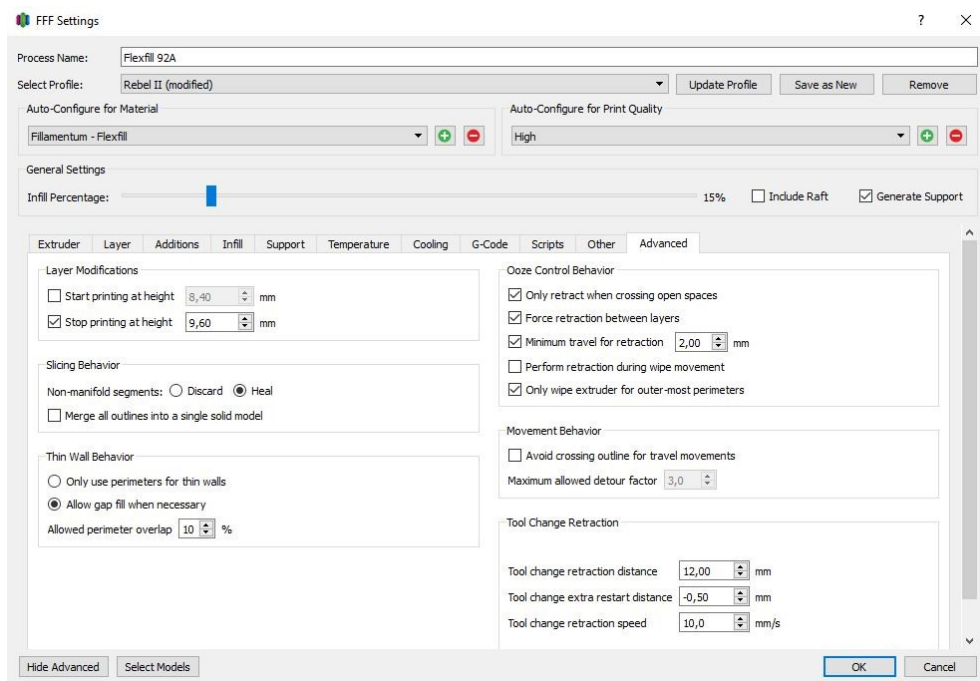 FFF Settings
? X
Process Name: Flexfill 92A
Select Profile: Rebel II (modified) Update Profile Save as New Remove
Auto-Configure for Material
Fillamentum - Flexfill
Auto-Configure for Print Quality
High
General Settings
Infill Percentage: 15% Include Raft Generate Support
Extruder Layer Additions Infill Support Temperature Cooling G-Code Scripts Other Advanced
Layer Modifications
Start printing at height 8,40 mm
Stop printing at height 9,60 mm
Slicing Behavior
Non-manifold segments: Discard Heal
Merge all outlines into a single solid model
Thin Wall Behavior
Only use perimeters for thin walls
Allow gap fill when necessary
Allowed perimeter overlap 10 %
Ooze Control Behavior
Only retract when crossing open spaces
Force retraction between layers
Minimum travel for retraction 2,00 mm
Perform retraction during wipe movement
Only wipe extruder for outer-most perimeters
Movement Behavior
Avoid crossing outline for travel movements
Maximum allowed detour factor 3,0
Tool Change Retraction
Tool change retraction distance 12,00 mm
Tool change extra restart distance -0,50 mm
Tool change retraction speed 10,0 mm/s
Hide Advanced Select Models OK Cancel